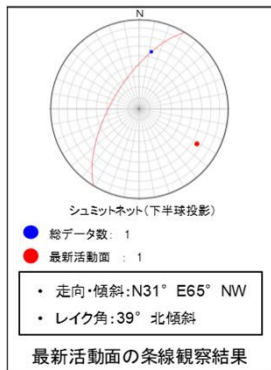 N
シュミットネット(下半球投影)
総データ数: 1
最新活動面 : 1
・ 走向・傾斜:N31°E65°NW
・ レイク角:39°北傾斜
最新活動面の条線観察結果